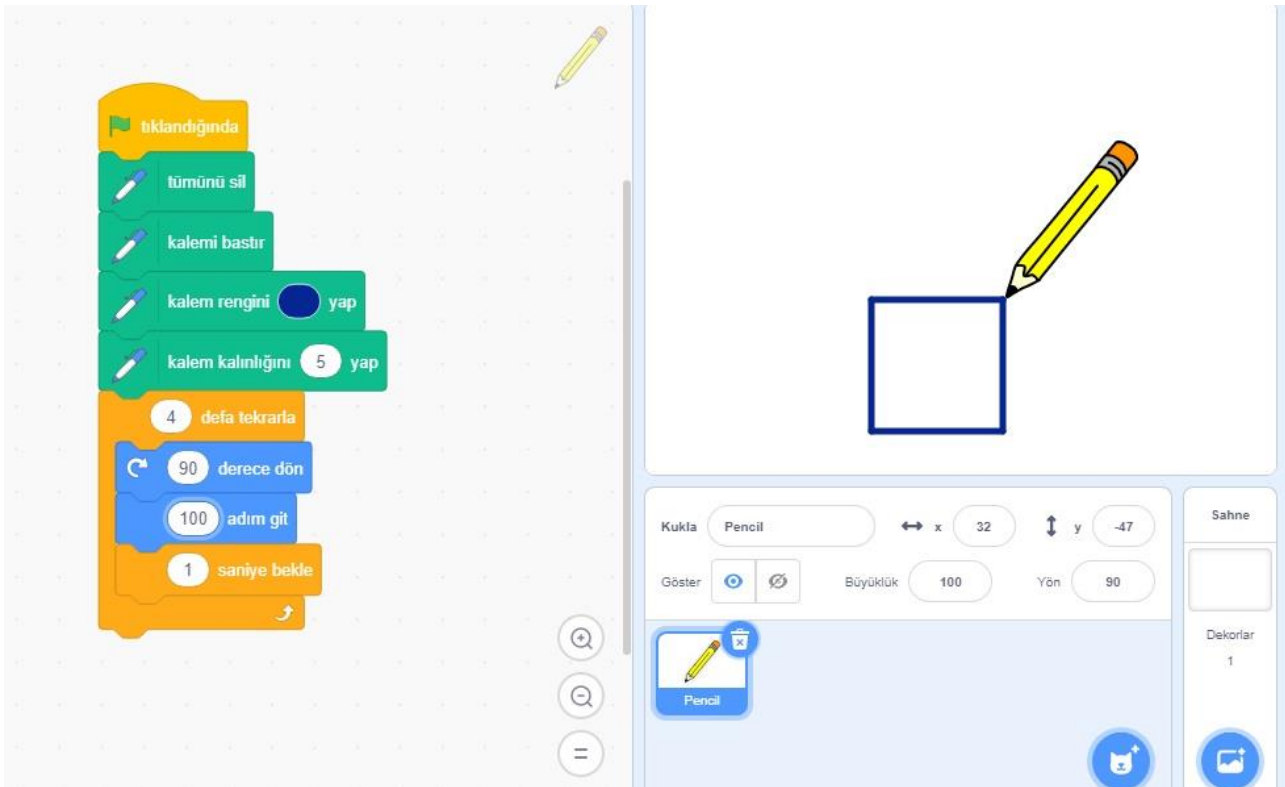 tıklandığında
tümünü sil
kalemi bastır
kalem rengini yap
kalem kalınlığını 5 yap
4 defa tekrarla
90 derece dön
100 adım git
1 saniye bekle
Kukla Pencil x 32 y -47
Göster Büyüklük 100 Yön 90
Pencil
Sahne
Dekorlar
1